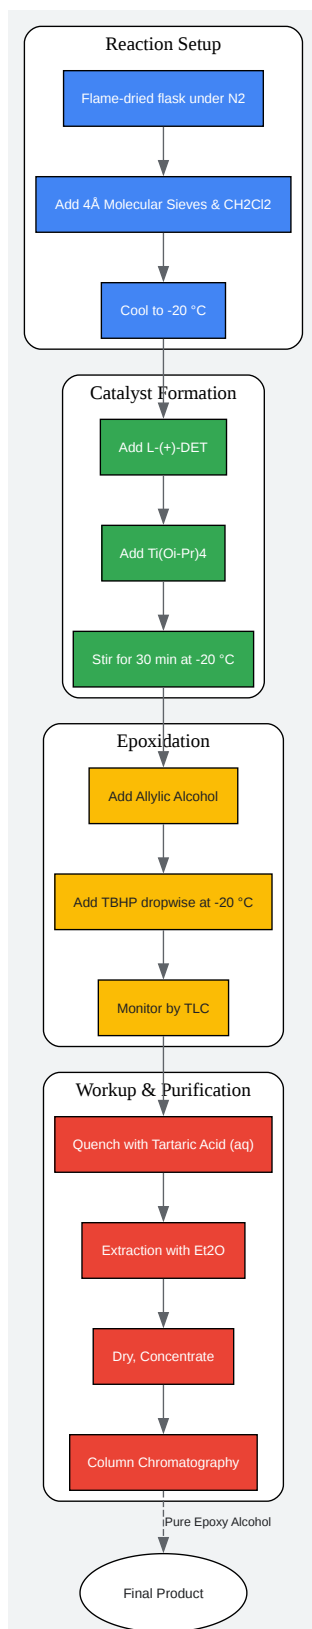 Reaction Setup
Flame-dried flask under N2
Add 4Å Molecular Sieves & CH2Cl2
Cool to -20 °C
Catalyst Formation
Add L-(+)-DET
Add Ti(Oi-Pr)4
Stir for 30 min at -20 °C
Epoxidation
Add Allylic Alcohol
Add TBHP dropwise at -20 °C
Monitor by TLC
Workup & Purification
Quench with Tartaric Acid (aq)
Extraction with Et2O
Dry, Concentrate
Column Chromatography
Pure Epoxy Alcohol
Final Product